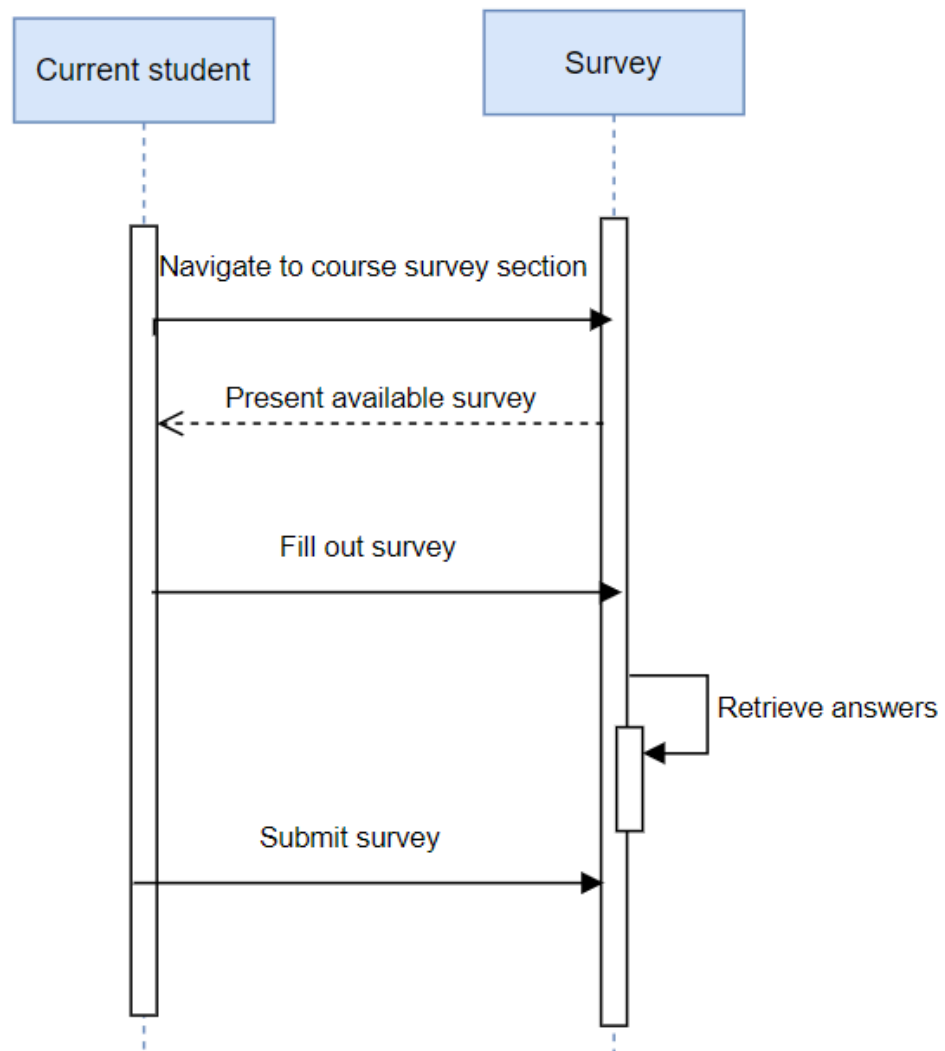 Current student
Survey
Navigate to course survey section
Present available survey
Fill out survey
Retrieve answers
Submit survey